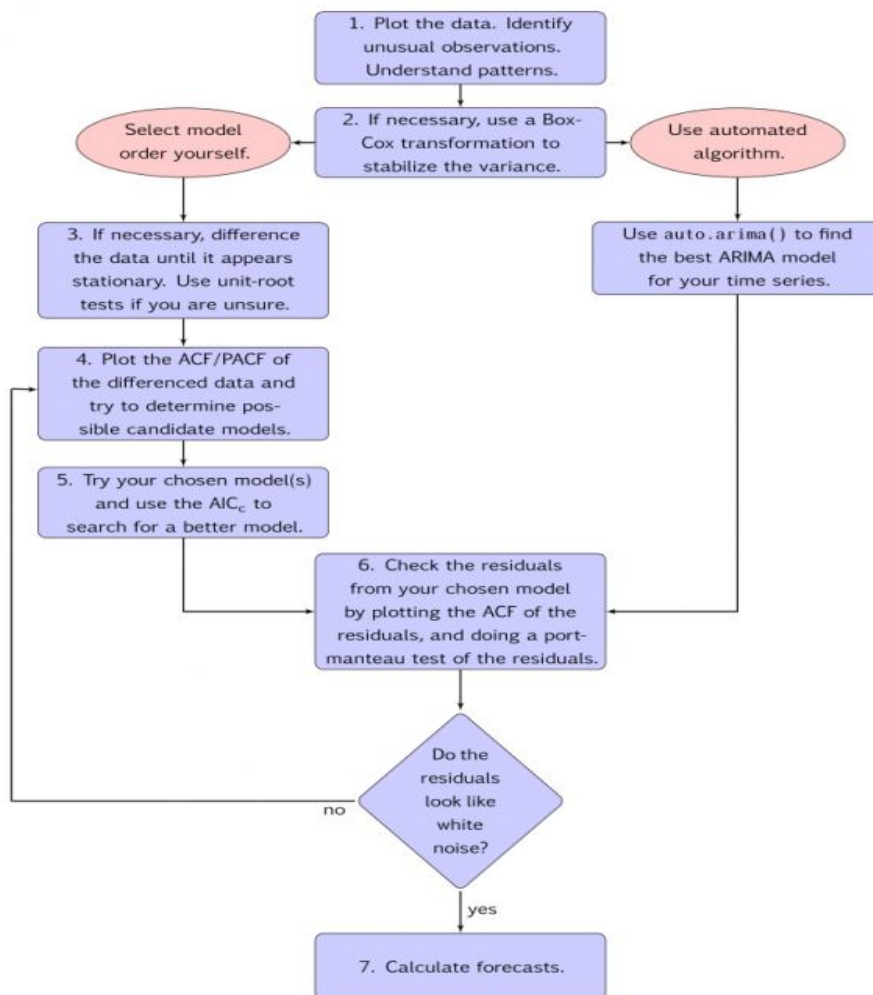 1. Plot the data. Identify
unusual observations.
Understand patterns.
Select model
order yourself.
2. If necessary, use a Box-
Cox transformation to
stabilize the variance.
Use automated
algorithm.
3. If necessary, difference
the data until it appears
stationary. Use unit-root
tests if you are unsure.
Use auto.arima() to find
the best ARIMA model
for your time series.
4. Plot the ACF/PACF of
the differenced data and
try to determine pos-
sible candidate models.
5. Try your chosen model(s)
and use the AICc to
search for a better model.
6. Check the residuals
from your chosen model
by plotting the ACF of the
residuals, and doing a port-
manteau test of the residuals.
Do the
residuals
look like
white
noise?
no
yes
7. Calculate forecasts.